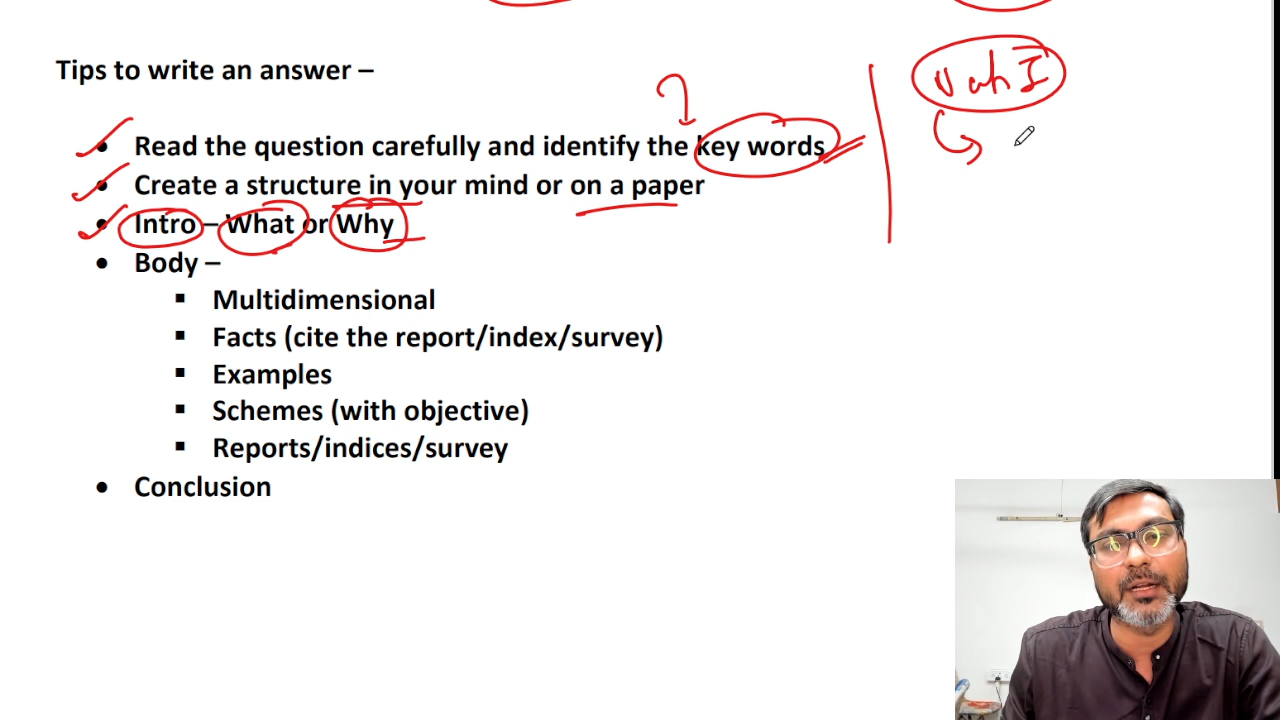 Tips to write an answer –
• Read the question carefully and identify the key words
• Create a structure in your mind or on a paper
• Intro – What or Why
• Body –
▪ Multidimensional
▪ Facts (cite the report/index/survey)
▪ Examples
▪ Schemes (with objective)
▪ Reports/indices/survey
• Conclusion